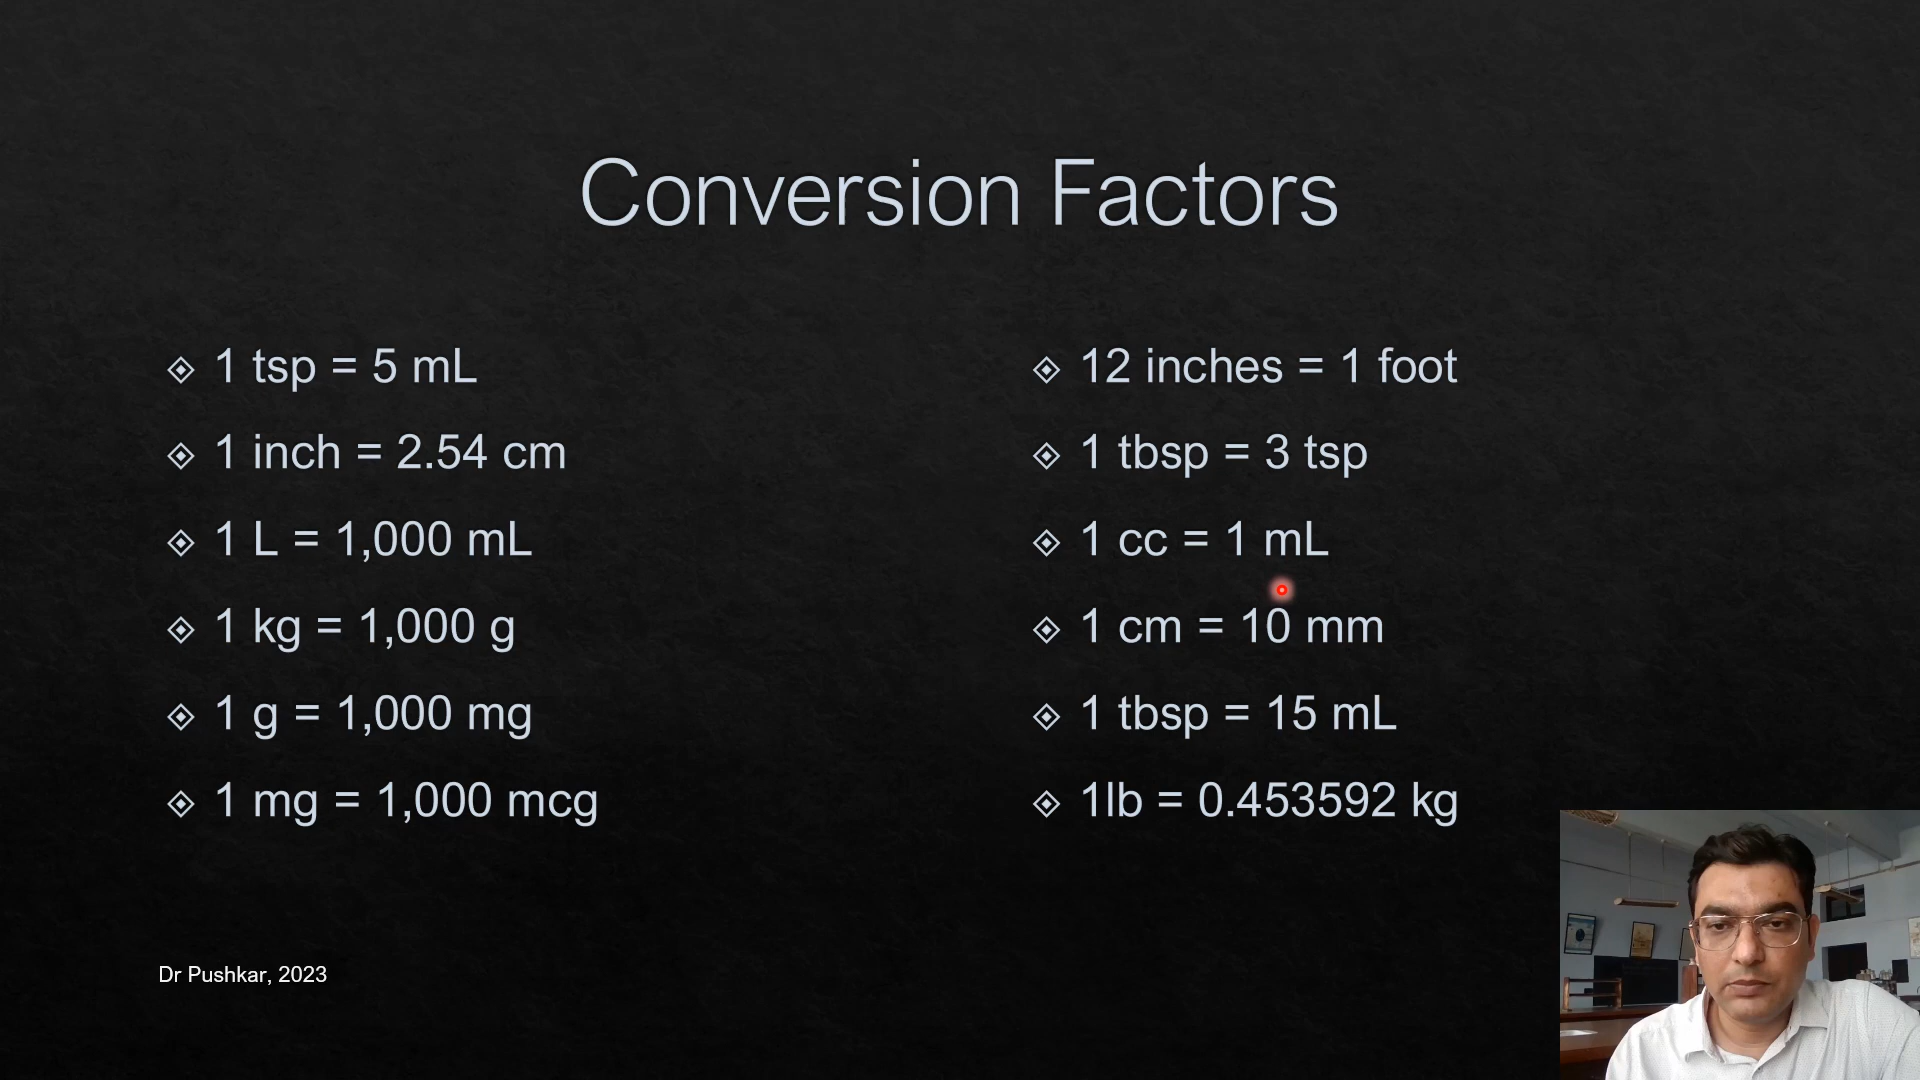 Conversion Factors
1 tsp = 5 mL
1 inch = 2.54 cm
1 L = 1,000 mL
1 kg = 1,000 g
1 g = 1,000 mg
1 mg = 1,000 mcg
12 inches = 1 foot
1 tbsp = 3 tsp
1 cc = 1 mL
1 cm = 10 mm
1 tbsp = 15 mL
1lb = 0.453592 kg
Dr Pushkar, 2023